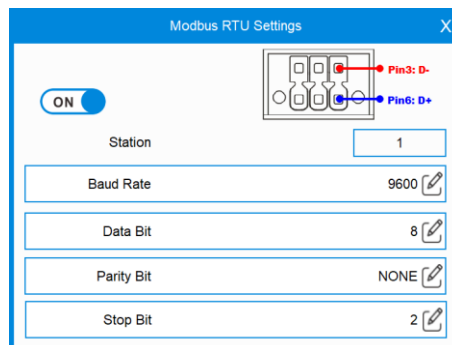 Modbus RTU Settings X
Pin3: D-
ON
Pin6: D+
Station 1
Baud Rate 9600
Data Bit 8
Parity Bit NONE
Stop Bit 2